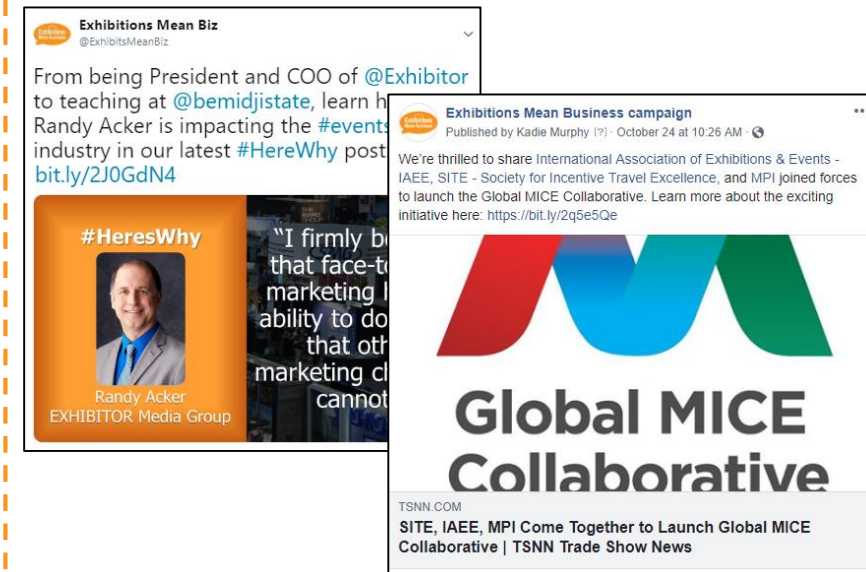 Exhibitions Mean Biz
@ExhibitsMeanBiz
From being President and COO of @Exhibitor
to teaching at @bemidjistate, learn
Randy Acker is impacting the #events
industry in our latest #HereWhy post
bit.ly/2J0GdN4
#HeresWhy
Randy Acker
EXHIBITOR Media Group
"I firmly
that
marketing
ability to do
that
marketing
cannot
Exhibitions Mean Business campaign
Published by Kadie Murphy [?] · October 24 at 10:26 AM ·
We're thrilled to share International Association of Exhibitions & Events -
IAEE, SITE - Society for Incentive Travel Excellence, and MPI joined forces
to launch the Global MICE Collaborative. Learn more about the exciting
initiative here: https://bit.ly/2q5e5Qe
Global MICE
Collaborative
TSNN.COM
SITE, IAEE, MPI Come Together to Launch Global MICE
Collaborative | TSNN Trade Show News